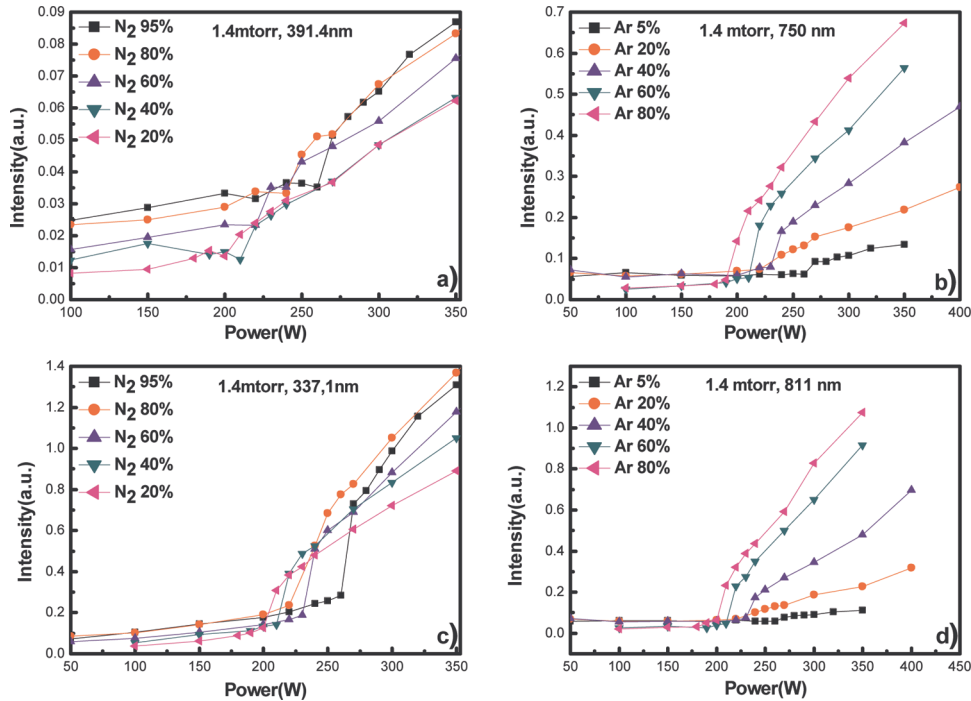 0.09
0.08
0.07
0.06
0.05
0.04
0.03
0.02
0.01
0.00
Intensity(a.u.)
N2 95%
N2 80%
N2 60%
N2 40%
N2 20%
1.4mtorr, 391.4nm
a)
100 150 200 250 300 350
Power(W)
0.7
0.6
0.5
0.4
0.3
0.2
0.1
0.0
Intensity(a.u.)
Ar 5%
Ar 20%
Ar 40%
Ar 60%
Ar 80%
1.4 mtorr, 750 nm
b)
50 100 150 200 250 300 350 400
Power(W)
1.4
1.2
1.0
0.8
0.6
0.4
0.2
0.0
Intensity(a.u.)
N2 95%
N2 80%
N2 60%
N2 40%
N2 20%
1.4mtorr, 337,1nm
c)
50 100 150 200 250 300 350
Power(W)
1.2
1.0
0.8
0.6
0.4
0.2
0.0
Intensity(a.u.)
Ar 5%
Ar 20%
Ar 40%
Ar 60%
Ar 80%
1.4 mtorr, 811 nm
d)
50 100 150 200 250 300 350 400 450
Power(W)